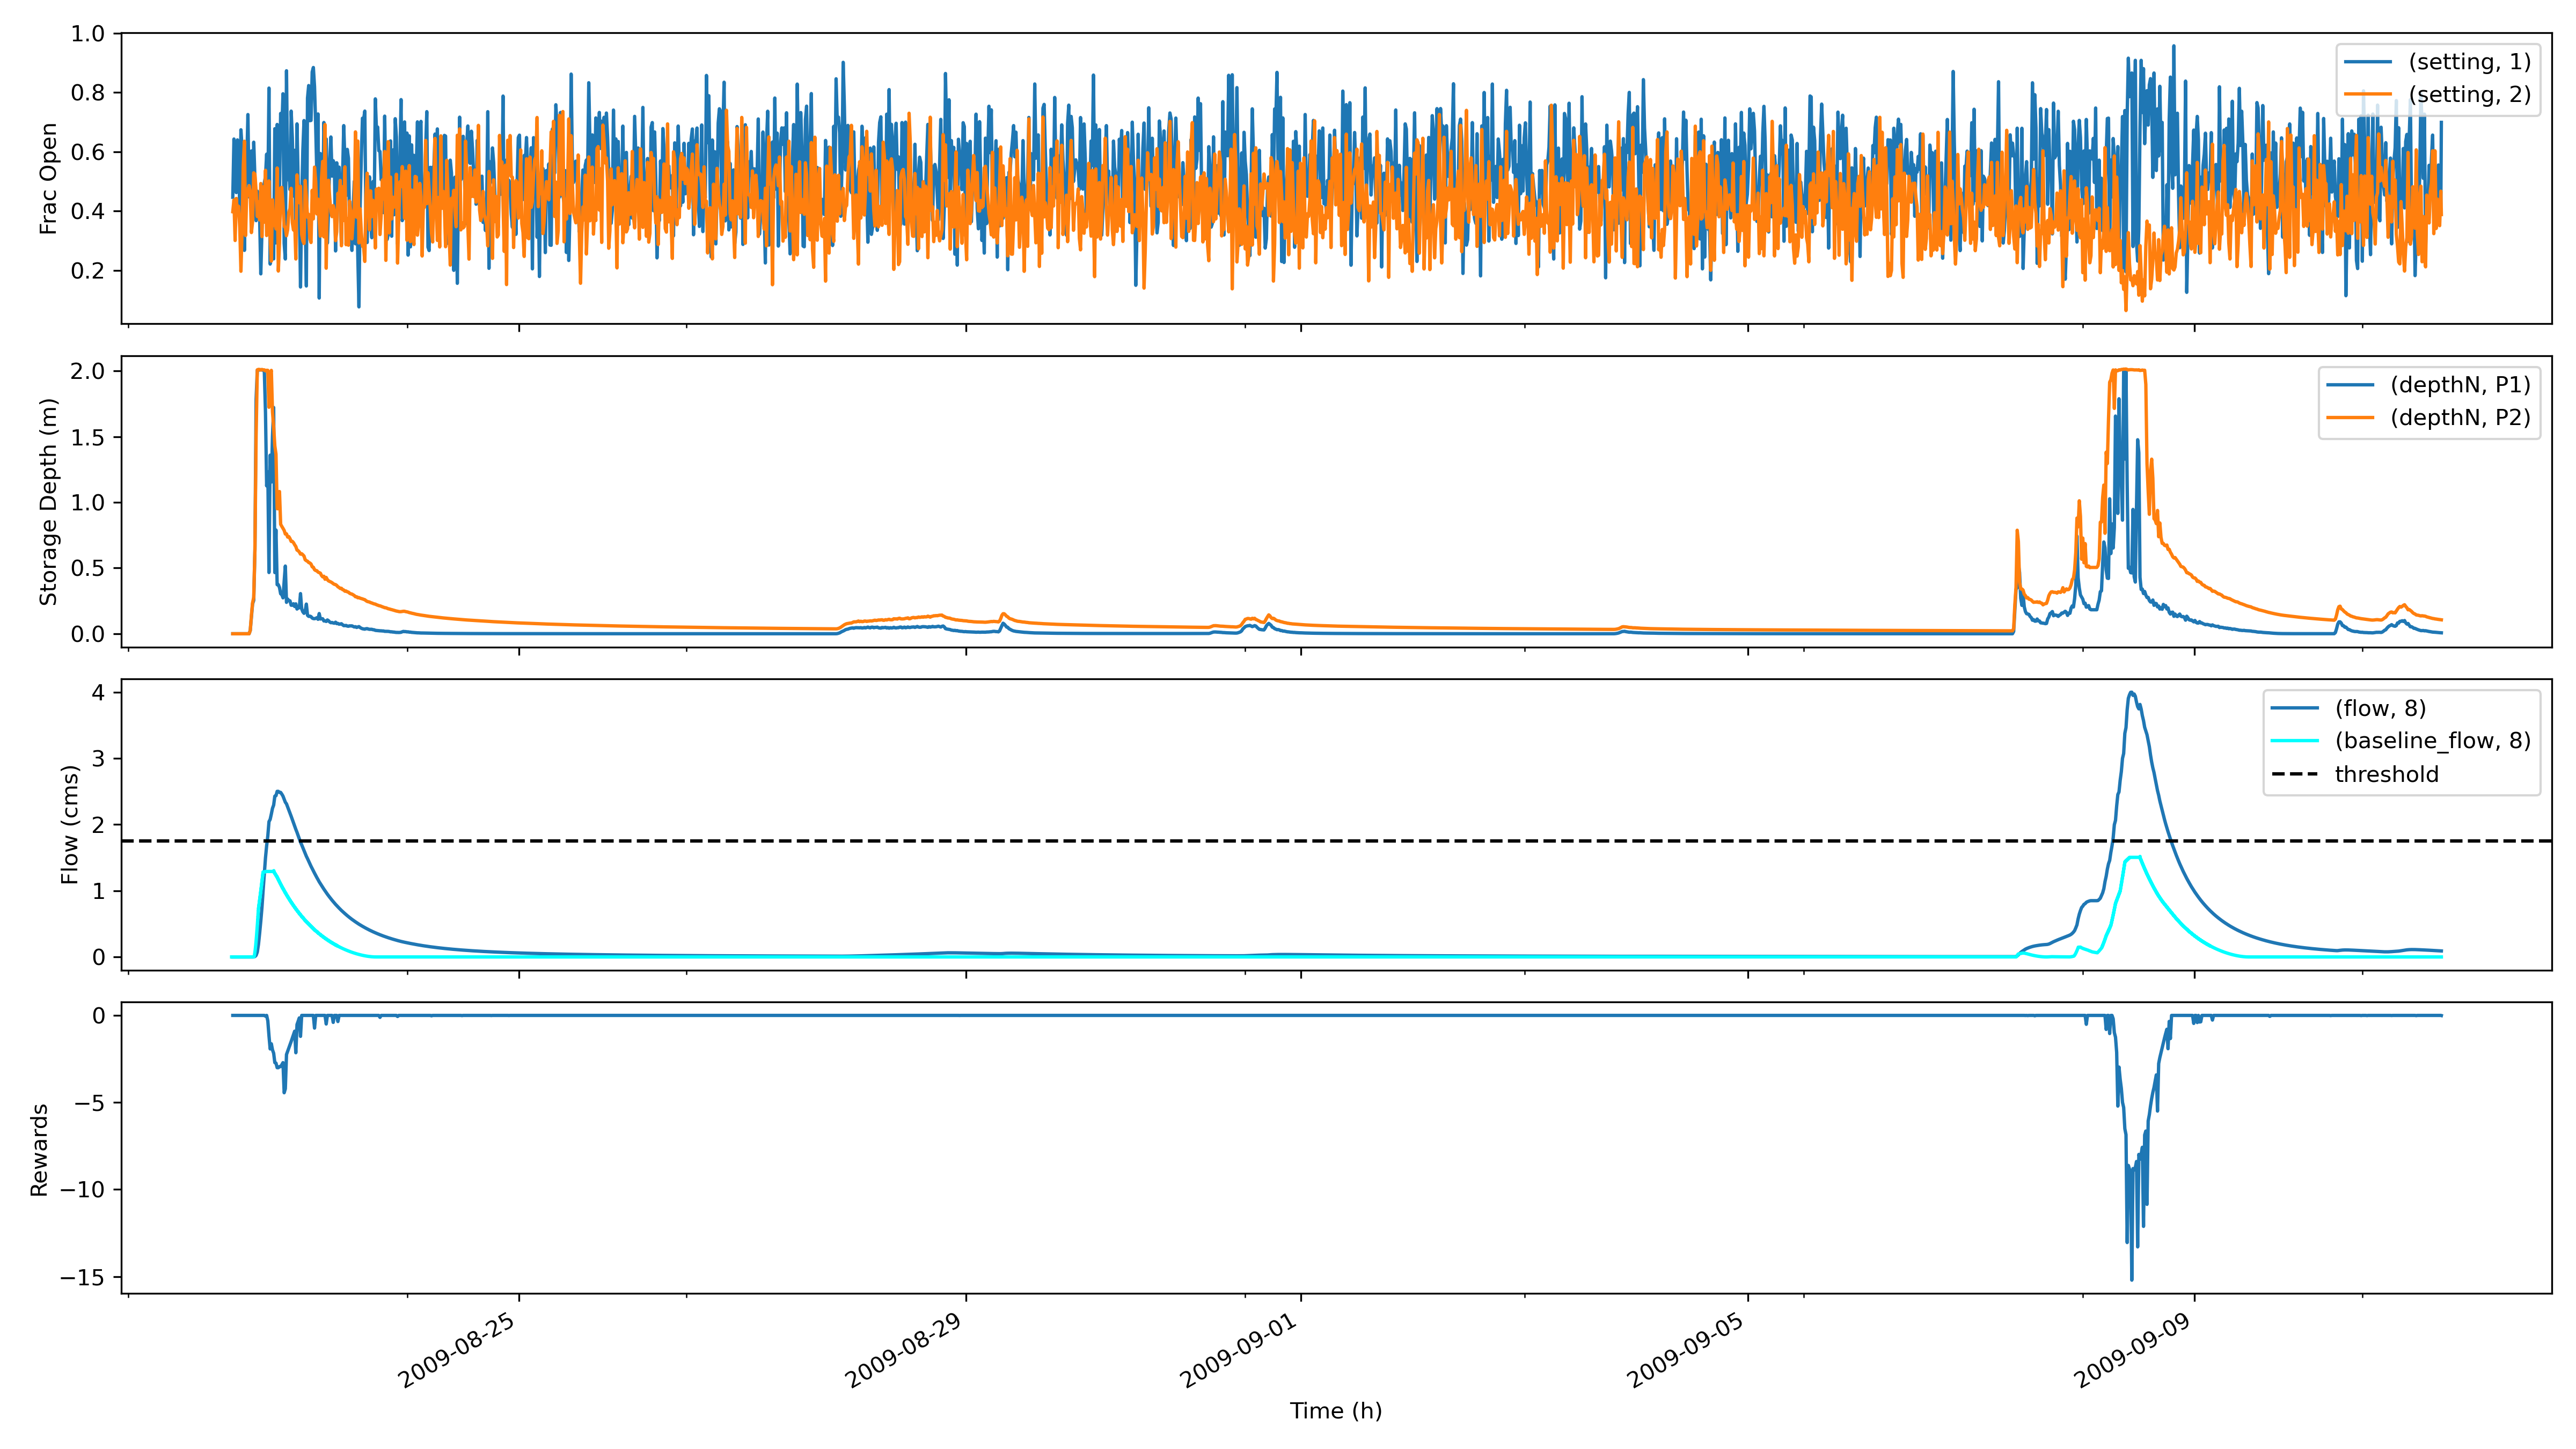 1.0
0.8
0.6
0.4
0.2
Frac Open
(setting, 1)
(setting, 2)
2.0
1.5
1.0
0.5
0.0
Storage Depth (m)
(depthN, P1)
(depthN, P2)
4
3
2
1
0
Flow (cms)
(flow, 8)
(baseline_flow, 8)
threshold
0
−5
−10
−15
Rewards
2009-08-25
2009-08-29
2009-09-01
2009-09-05
2009-09-09
Time (h)